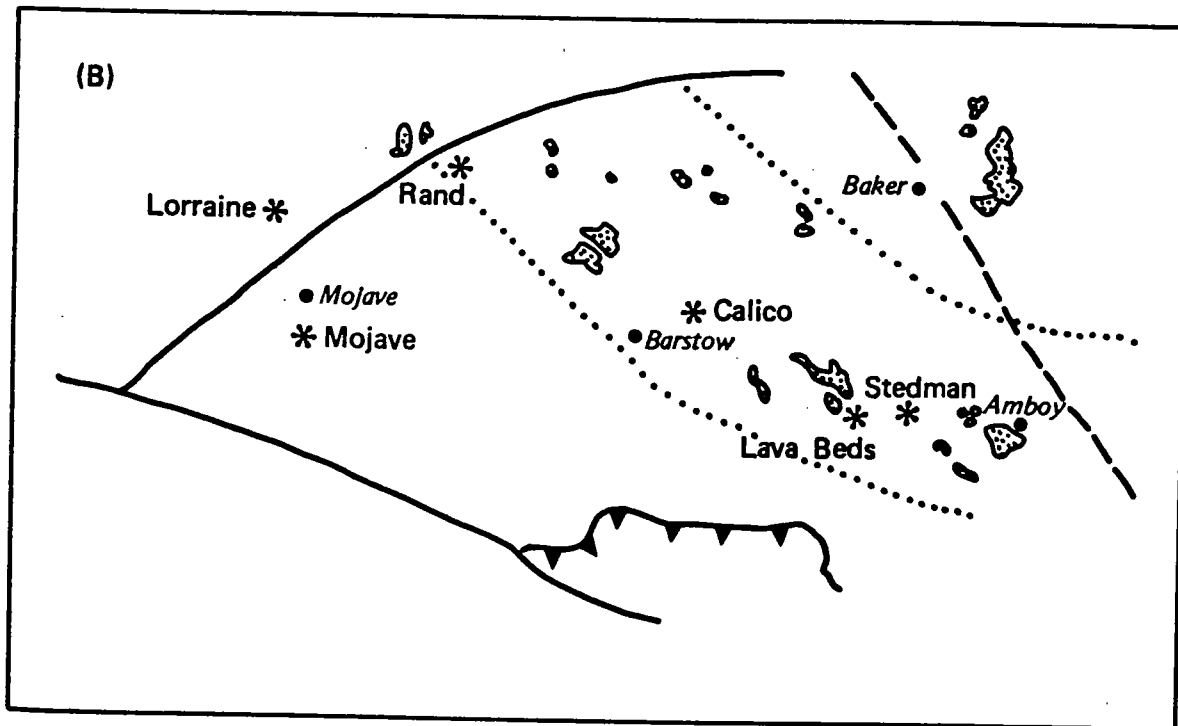 (B)
Baker
Rand
Lorraine
Mojave
Calico
Mojave
Barstow
Stedman
Amboy
Lava Beds